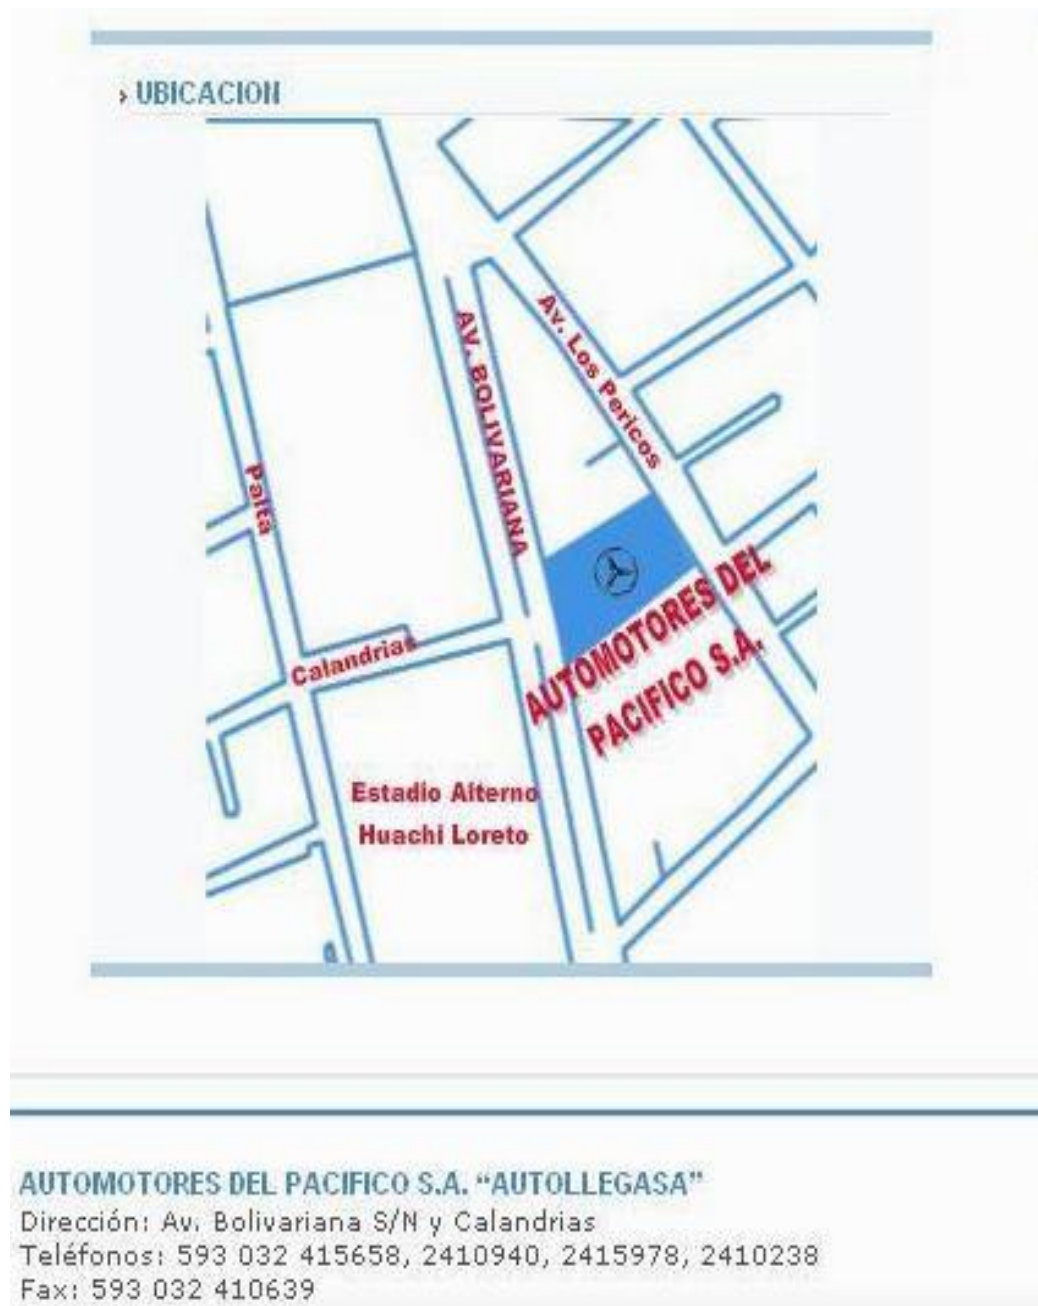 › UBICACION
AV. BOLIVARIANA
Av. Los Pericos
Palta
Calandrias
AUTOMOTORES DEL
PACIFICO S.A.
Estadio Alterno
Huachi Loreto
AUTOMOTORES DEL PACIFICO S.A. “AUTOLLEGASA”
Dirección: Av. Bolivariana S/N y Calandrias
Teléfonos: 593 032 415658, 2410940, 2415978, 2410238
Fax: 593 032 410639